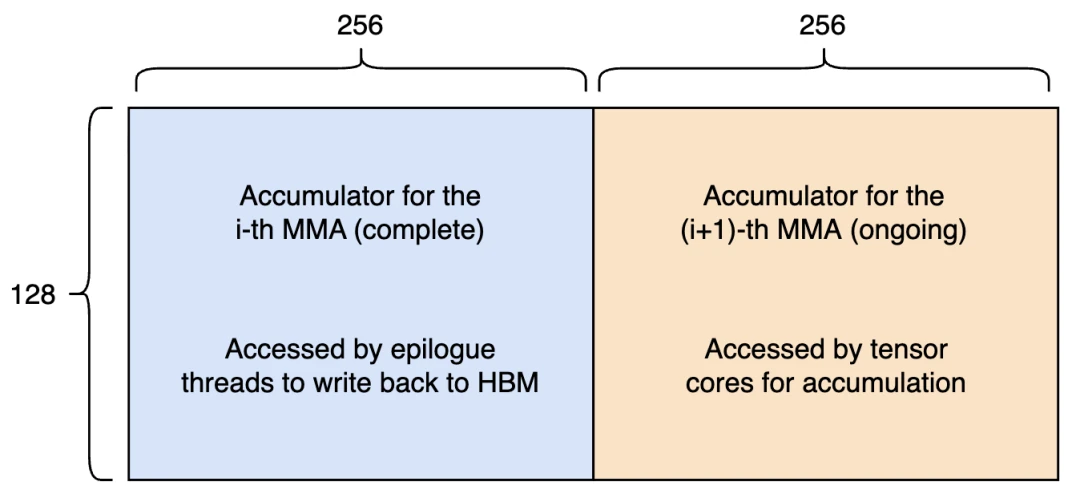 256
256
Accumulator for the
i-th MMA (complete)
Accumulator for the
(i+1)-th MMA (ongoing)
128
Accessed by epilogue
threads to write back to HBM
Accessed by tensor
cores for accumulation